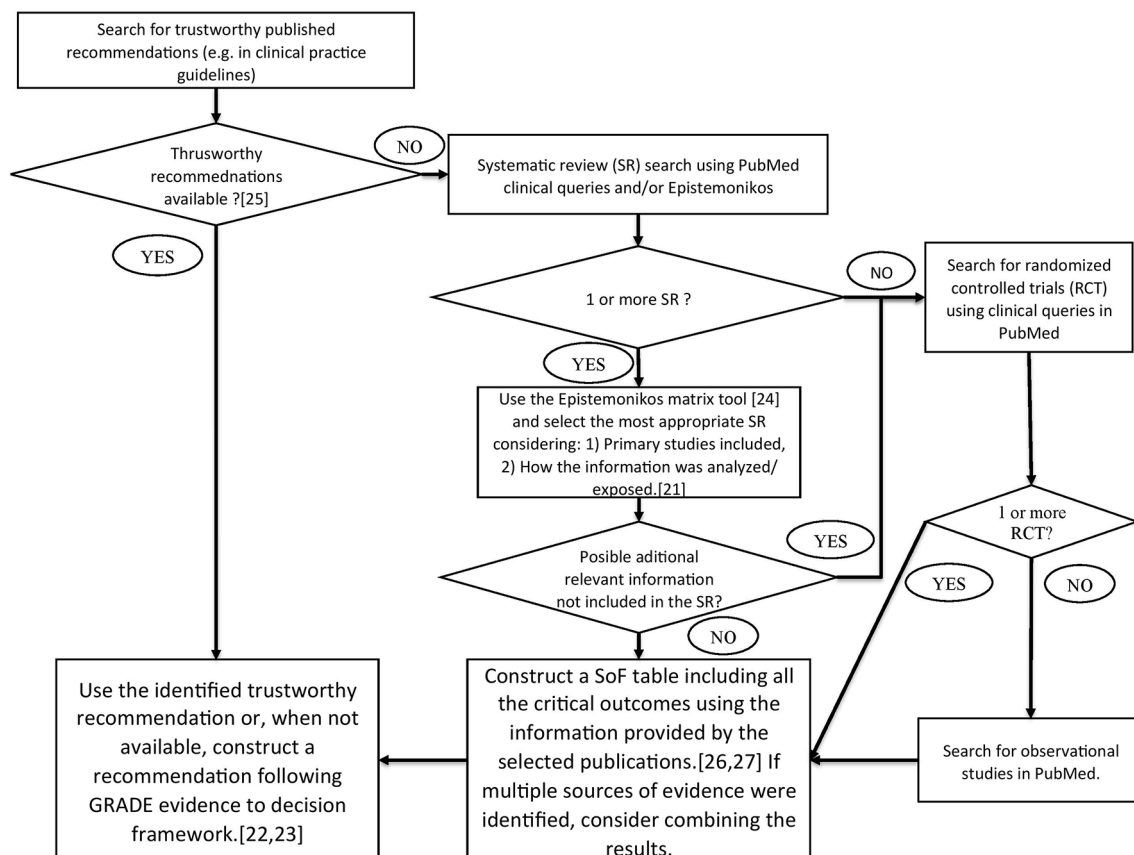 Search for trustworthy published
recommendations (e.g. in clinical practice
guidelines)
Thrusworthy
recommednations
available ?[25]
NO
YES
Systematic review (SR) search using PubMed
clinical queries and/or Epistemonikos
1 or more SR ?
NO
YES
Search for randomized
controlled trials (RCT)
using clinical queries in
PubMed
Use the Epistemonikos matrix tool [24]
and select the most appropriate SR
considering: 1) Primary studies included,
2) How the information was analyzed/
exposed.[21]
Posible aditional
relevant information
not included in the SR?
YES
NO
1 or more
RCT?
YES
NO
Search for observational
studies in PubMed.
Construct a SoF table including all
the critical outcomes using the
information provided by the
selected publications.[26,27] If
multiple sources of evidence were
identified, consider combining the
results.
Use the identified trustworthy
recommendation or, when not
available, construct a
recommendation following
GRADE evidence to decision
framework.[22,23]